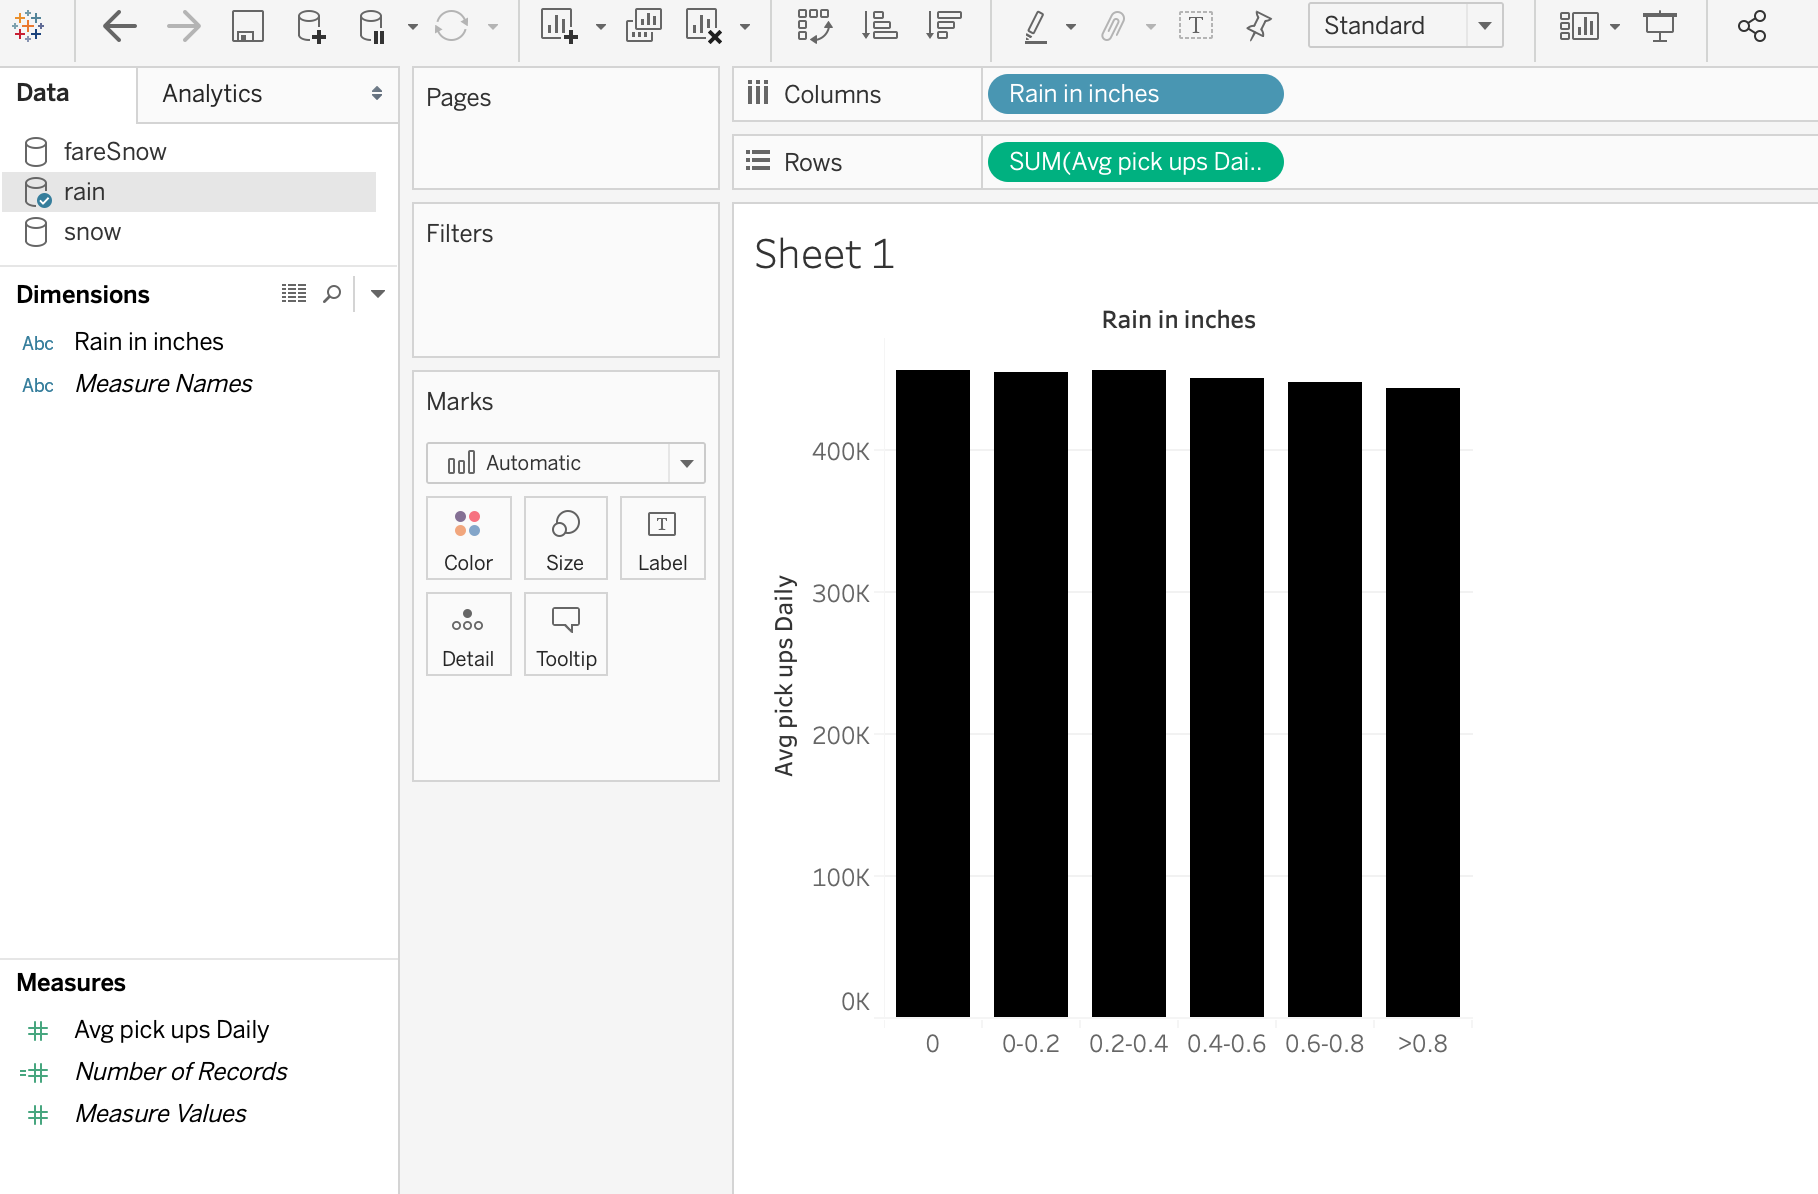 Standard
Data
Analytics
fareSnow
rain
snow
Dimensions
Abc Rain in inches
Abc Measure Names
Measures
Avg pick ups Daily
Number of Records
Measure Values
Pages
Filters
Marks
Automatic
Color Size Label
Detail Tooltip
Columns Rain in inches
Rows SUM(Avg pick ups Dai..
Sheet 1
Rain in inches
Avg pick ups Daily
400K
300K
200K
100K
0K
0 0-0.2 0.2-0.4 0.4-0.6 0.6-0.8 >0.8